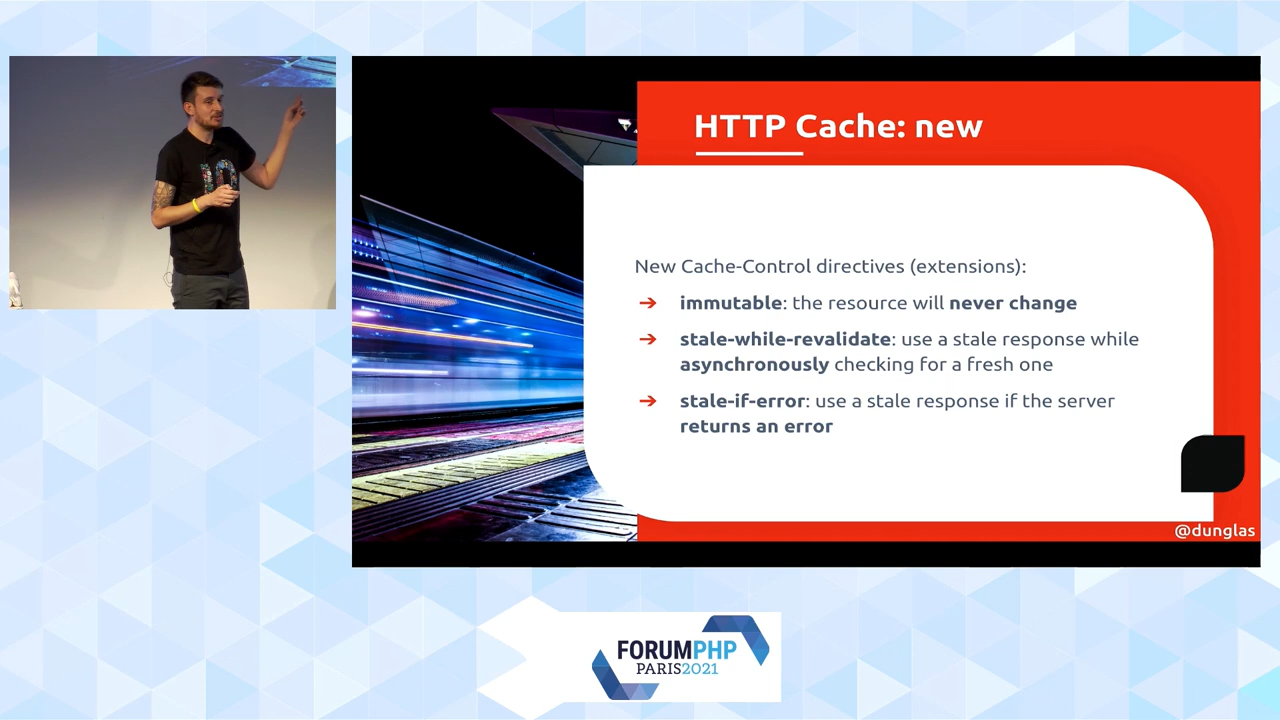 HTTP Cache: new
New Cache-Control directives (extensions):
➔ immutable: the resource will never change
➔ stale-while-revalidate: use a stale response while
asynchronously checking for a fresh one
➔ stale-if-error: use a stale response if the server
returns an error
@dunglas
10
FORUMPHP
PARIS2021